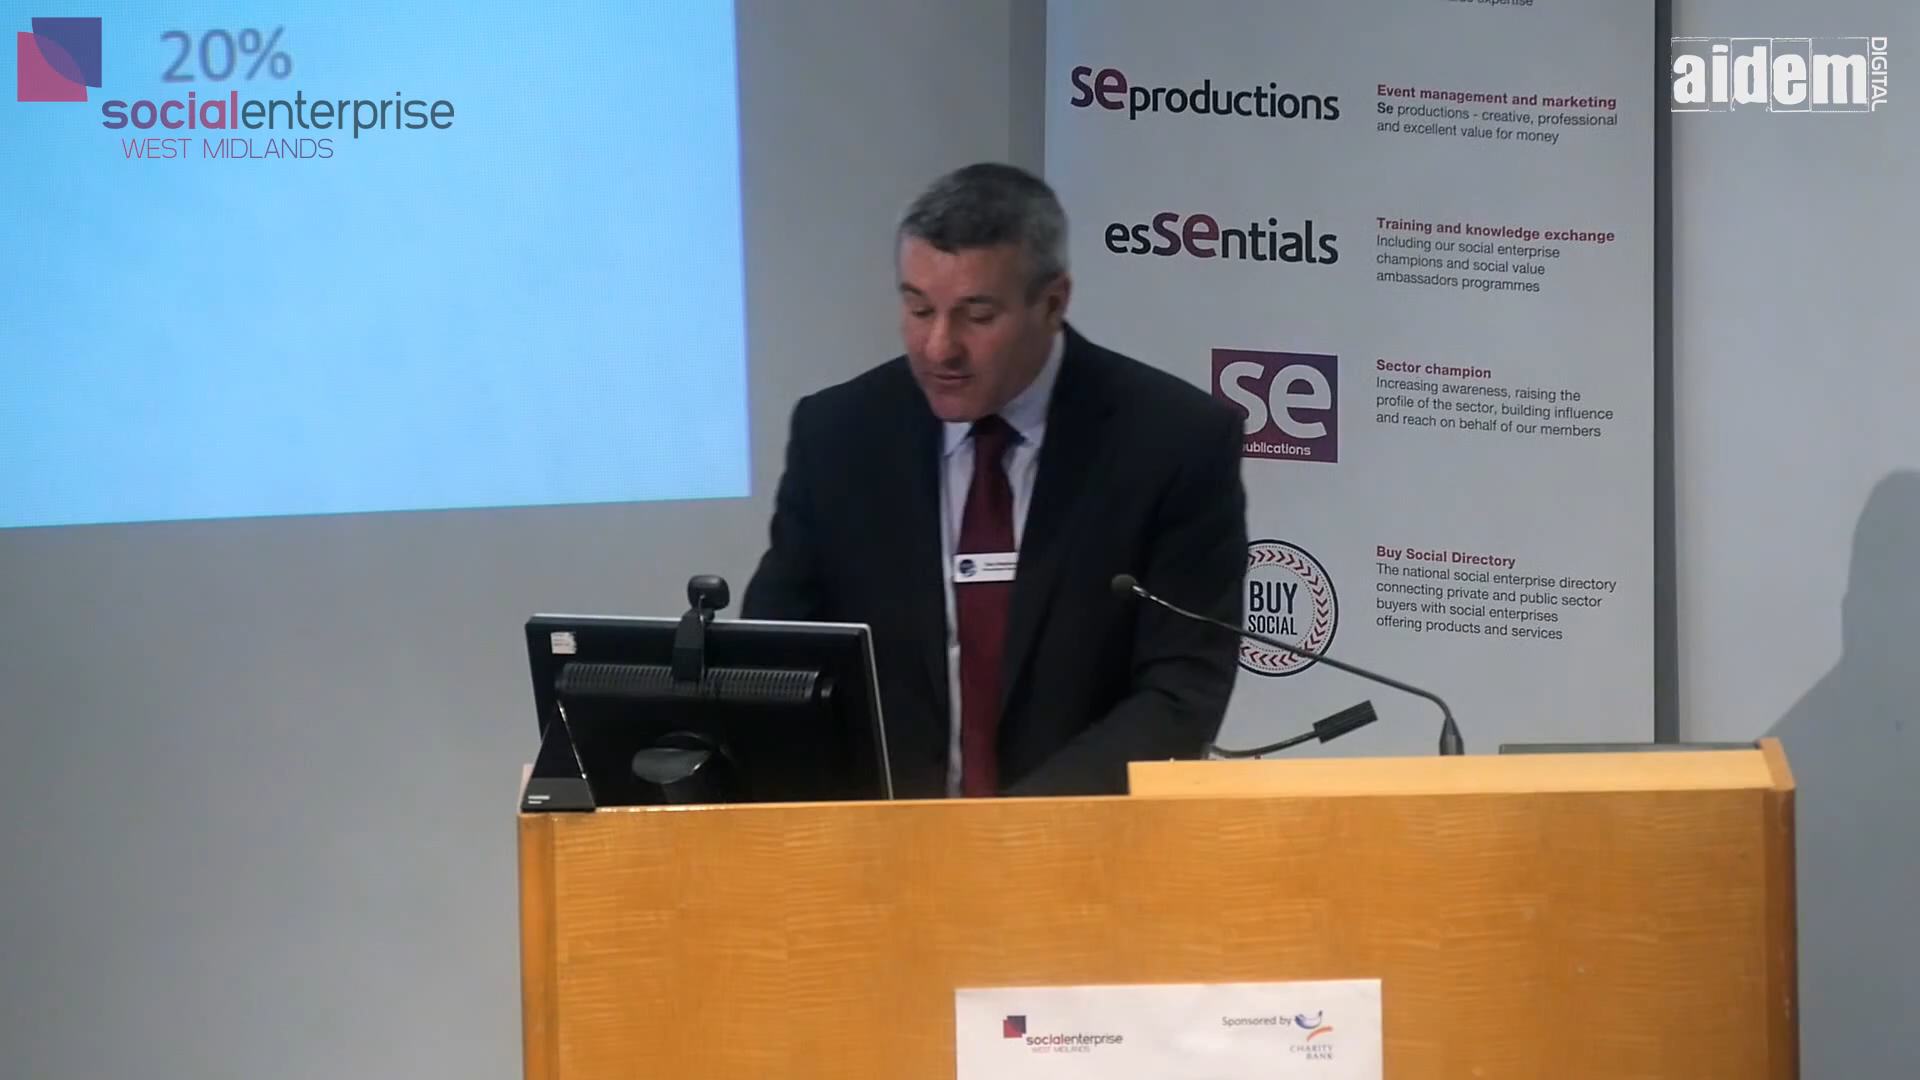 20%
socialenterprise
WEST MIDLANDS
aidem
DIGITAL
seproductions
Event management and marketing
Se productions - creative, professional
and excellent value for money
esSEntials
Training and knowledge exchange
Including our social enterprise
champions and social value
ambassadors programmes
se
ublications
Sector champion
Increasing awareness, raising the
profile of the sector, building influence
and reach on behalf of our members
BUY
SOCIAL
Buy Social Directory
The national social enterprise directory
connecting private and public sector
buyers with social enterprises
offering products and services
socialenterprise
WEST MIDLANDS
Sponsored by
CHARITY
BANK